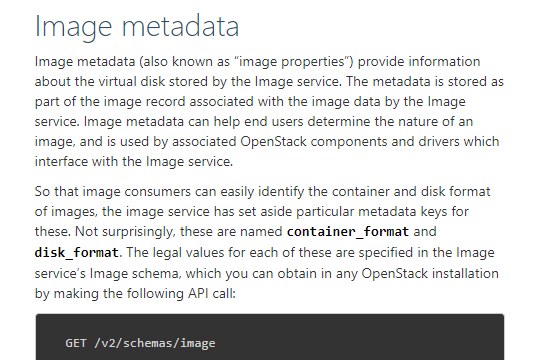 Image metadata
Image metadata (also known as “image properties”) provide information
about the virtual disk stored by the Image service. The metadata is stored as
part of the image record associated with the image data by the Image
service. Image metadata can help end users determine the nature of an
image, and is used by associated OpenStack components and drivers which
interface with the Image service.
So that image consumers can easily identify the container and disk format
of images, the image service has set aside particular metadata keys for
these. Not surprisingly, these are named container_format and
disk_format. The legal values for each of these are specified in the Image
service’s Image schema, which you can obtain in any OpenStack installation
by making the following API call:
GET /v2/schemas/image